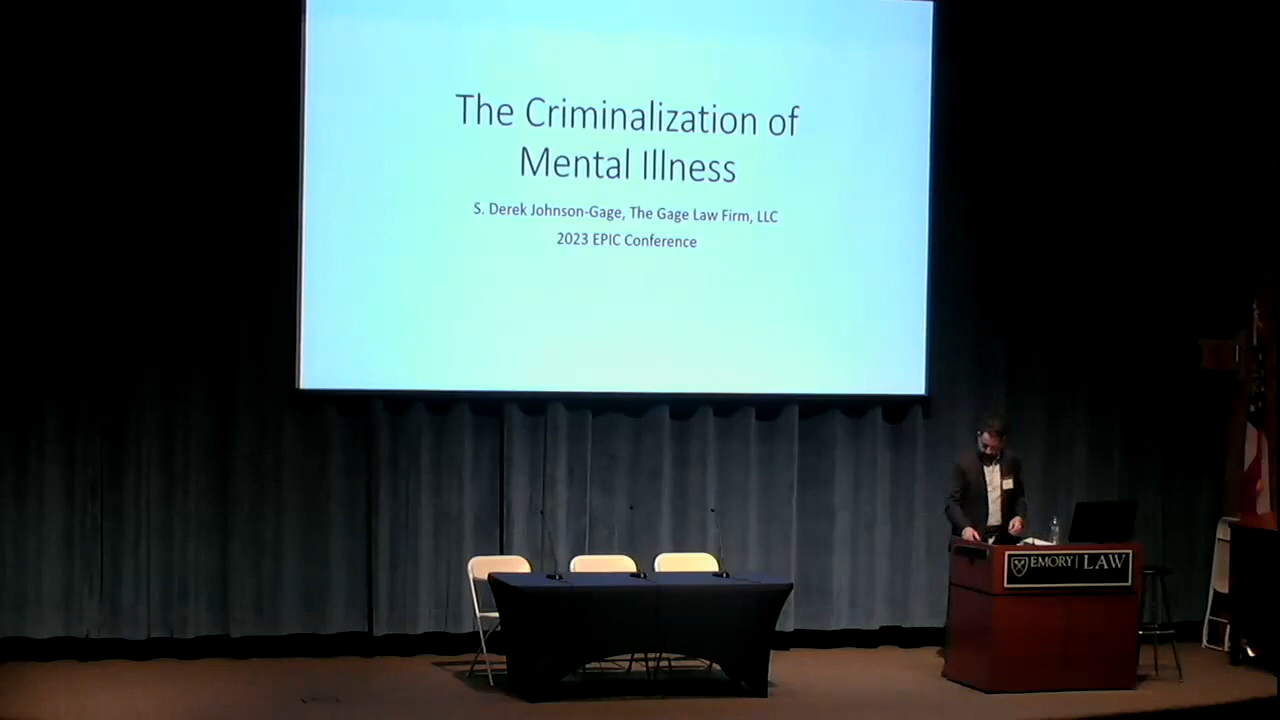 The Criminalization of
Mental Illness
S. Derek Johnson-Gage, The Gage Law Firm, LLC
2023 EPIC Conference
EMORY | LAW